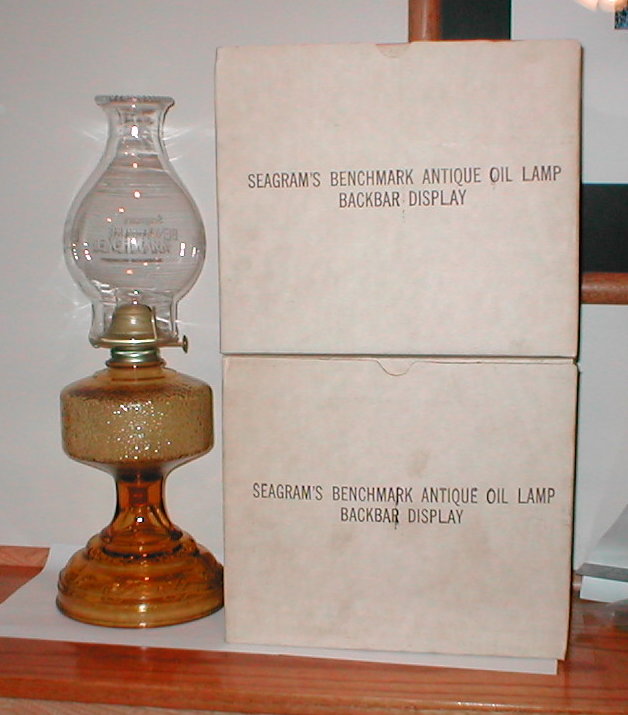 SEAGRAM'S BENCHMARK ANTIQUE OIL LAMP
BACKBAR DISPLAY
SEAGRAM'S BENCHMARK ANTIQUE OIL LAMP
BACKBAR DISPLAY